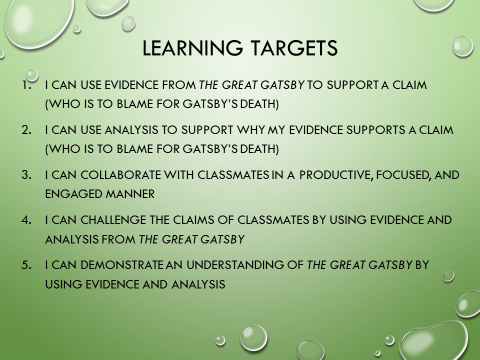 LEARNING TARGETS
1. I CAN USE EVIDENCE FROM THE GREAT GATSBY TO SUPPORT A CLAIM
(WHO IS TO BLAME FOR GATSBY'S DEATH)
2. I CAN USE ANALYSIS TO SUPPORT WHY MY EVIDENCE SUPPORTS A CLAIM
(WHO IS TO BLAME FOR GATSBY'S DEATH)
3. I CAN COLLABORATE WITH CLASSMATES IN A PRODUCTIVE, FOCUSED, AND
ENGAGED MANNER
4. I CAN CHALLENGE THE CLAIMS OF CLASSMATES BY USING EVIDENCE AND
ANALYSIS FROM THE GREAT GATSBY
5. I CAN DEMONSTRATE AN UNDERSTANDING OF THE GREAT GATSBY BY
USING EVIDENCE AND ANALYSIS